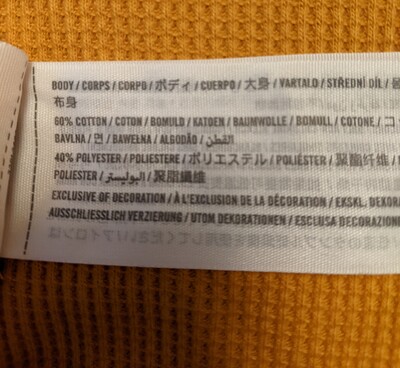 BODY / CORPS / CORPO / ボディ / CUERPO / 大身 / VARTALO / STŘEDNÍ DÍL /
布身
60% COTTON / COTON / BOMULD / KATOEN / BAUMWOLLE / BOMULL / COTONE / コ
BAVLNA / 면 / BAWEŁNA / ALGODÃO / القطن
40% POLYESTER / POLIESTERE / ポリエステル / POLIÉSTER / 聚酯纤维 /
POLIESTER / البوليستر / 聚脂纖維
EXCLUSIVE OF DECORATION / À L'EXCLUSION DE LA DÉCORATION / EKSKL. DEKOR
AUSSCHLIESSLICH VERZIERUNG / UTOM DEKORATIONEN / ESCLUSA DECORAZIONE